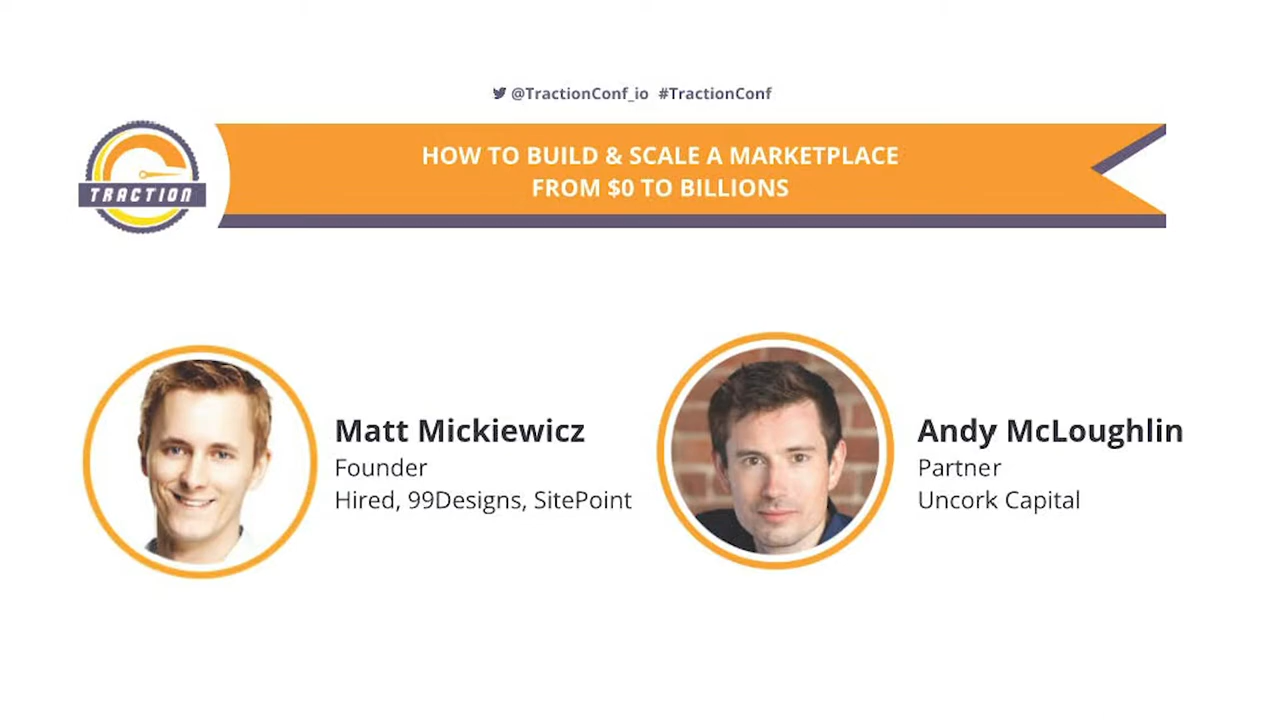 @TractionConf_io #TractionConf
TRACTION
HOW TO BUILD & SCALE A MARKETPLACE
FROM $0 TO BILLIONS
Matt Mickiewicz
Founder
Hired, 99Designs, SitePoint
Andy McLoughlin
Partner
Uncork Capital